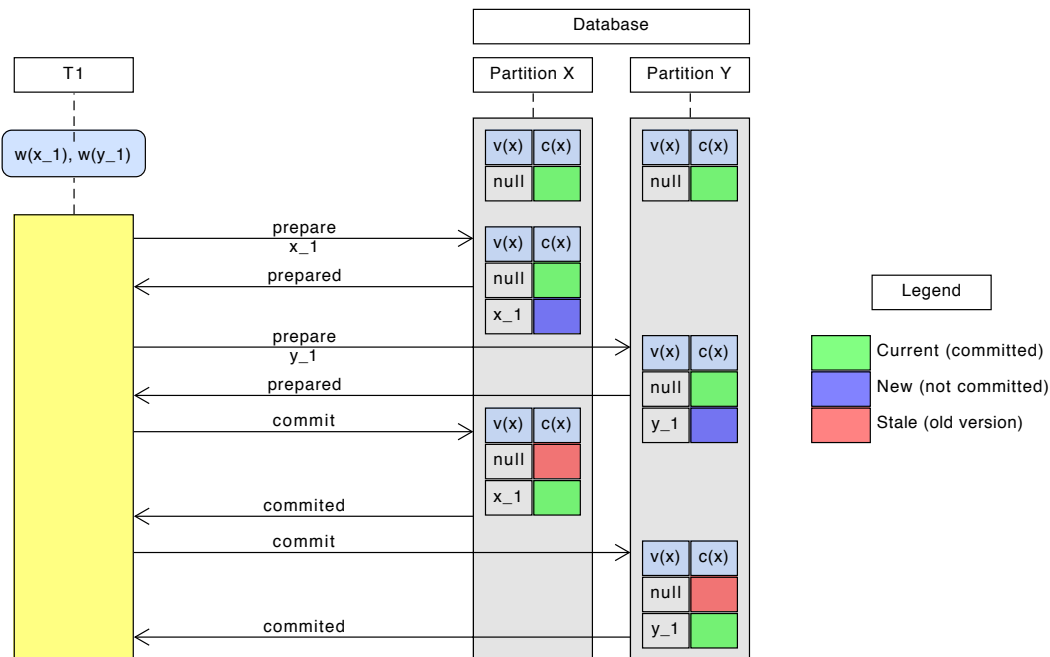 Database
T1
Partition X
Partition Y
w(x_1), w(y_1)
v(x) c(x)
null
v(x) c(x)
null
prepare
x_1
v(x) c(x)
null
x_1
prepared
Legend
prepare
y_1
v(x) c(x)
null
y_1
Current (committed)
New (not committed)
Stale (old version)
prepared
commit
v(x) c(x)
null
x_1
commited
commit
v(x) c(x)
null
y_1
commited